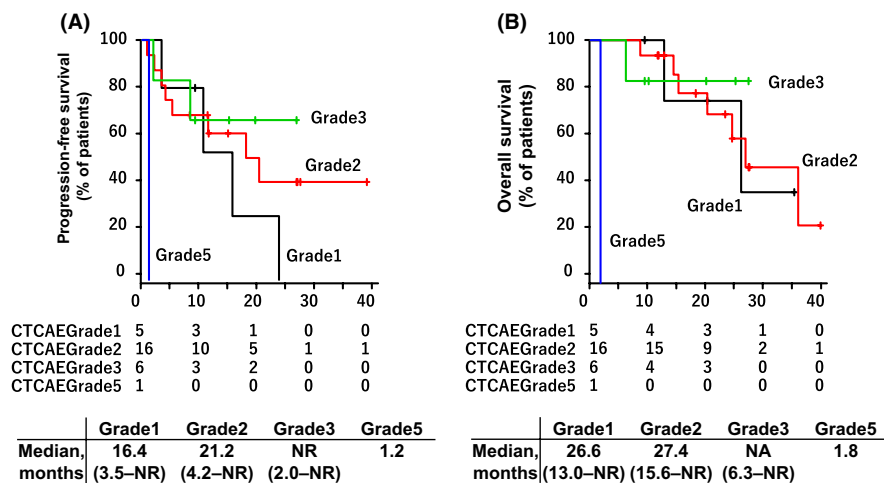 (A)
Progression-free survival
(% of patients)
100
80
60
40
20
0
Grade3
Grade2
Grade5
Grade1
0 10 20 30 40
CTCAEGrade1 5 3 1 0 0
CTCAEGrade2 16 10 5 1 1
CTCAEGrade3 6 3 2 0 0
CTCAEGrade5 1 0 0 0 0
Grade1 Grade2 Grade3 Grade5
Median, 16.4 21.2 NR 1.2
months (3.5–NR) (4.2–NR) (2.0–NR)
(B)
Overall survival
(% of patients)
100
80
60
40
20
0
Grade3
Grade2
Grade1
Grade5
0 10 20 30 40
CTCAEGrade1 5 4 3 1 0
CTCAEGrade2 16 15 9 2 1
CTCAEGrade3 6 4 3 0 0
CTCAEGrade5 1 0 0 0 0
Grade1 Grade2 Grade3 Grade5
Median, 26.6 27.4 NA 1.8
months (13.0–NR) (15.6–NR) (6.3–NR)